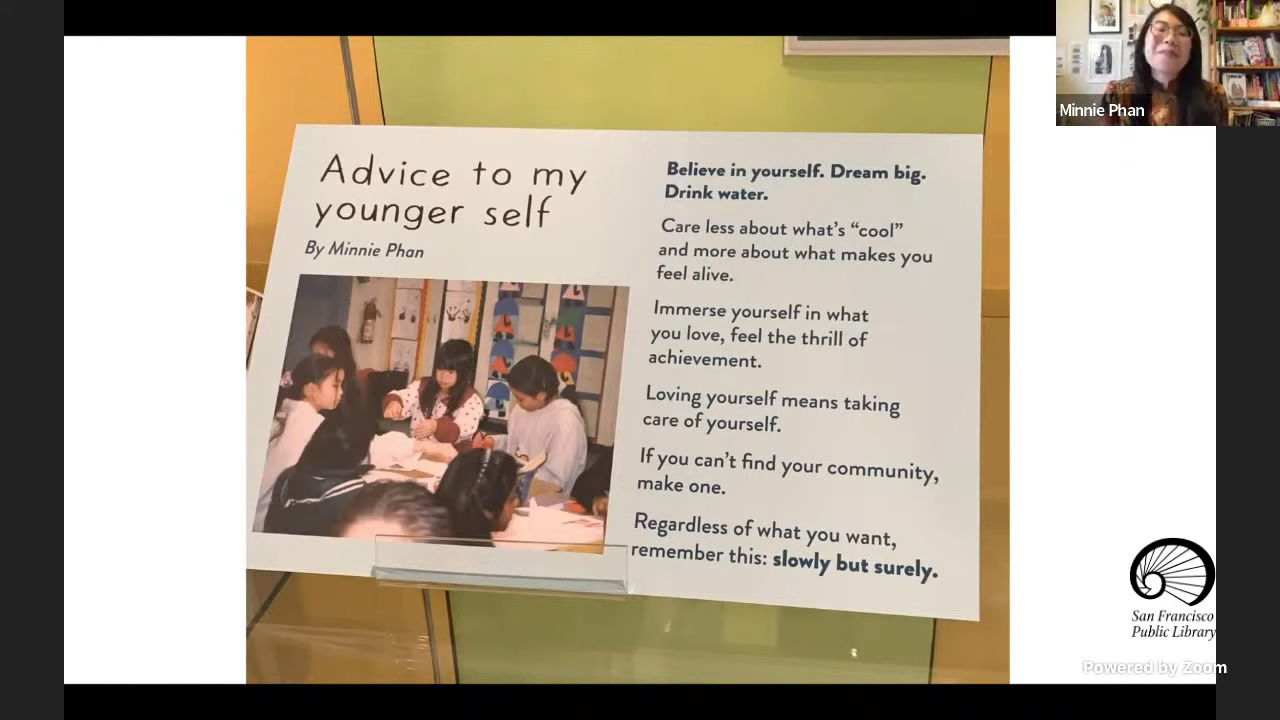 Advice to my
younger self
By Minnie Phan
Believe in yourself. Dream big.
Drink water.
Care less about what's “cool”
and more about what makes you
feel alive.
Immerse yourself in what
you love, feel the thrill of
achievement.
Loving yourself means taking
care of yourself.
If you can't find your community,
make one.
Regardless of what you want,
remember this: slowly but surely.
Minnie Phan
San Francisco
Public Library
Powered by Zoom